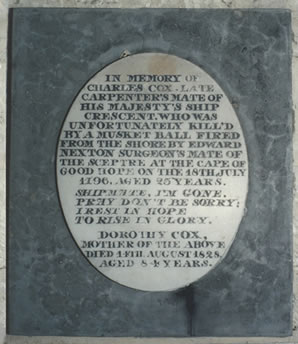 IN MEMORY OF
CHARLES COX. LATE
CARPENTER'S MATE OF
HIS MAJESTY'S SHIP
CRESCENT. WHO WAS
UNFORTUNATELY KILL'D
BY A MUSKET BALL FIRED
FROM THE SHORE BY EDWARD
NEXTON SURGEON'S MATE OF
THE SCEPTRE AT THE CAPE OF
GOOD HOPE ON THE 18TH JULY
1796. AGED 25 YEARS.
SHIPMATE, I'M GONE,
PRAY DON'T BE SORRY;
I REST IN HOPE
TO RISE IN GLORY.
DOROTHY COX,
MOTHER OF THE ABOVE
DIED AUGUST 1828.
AGED 84 YEARS.